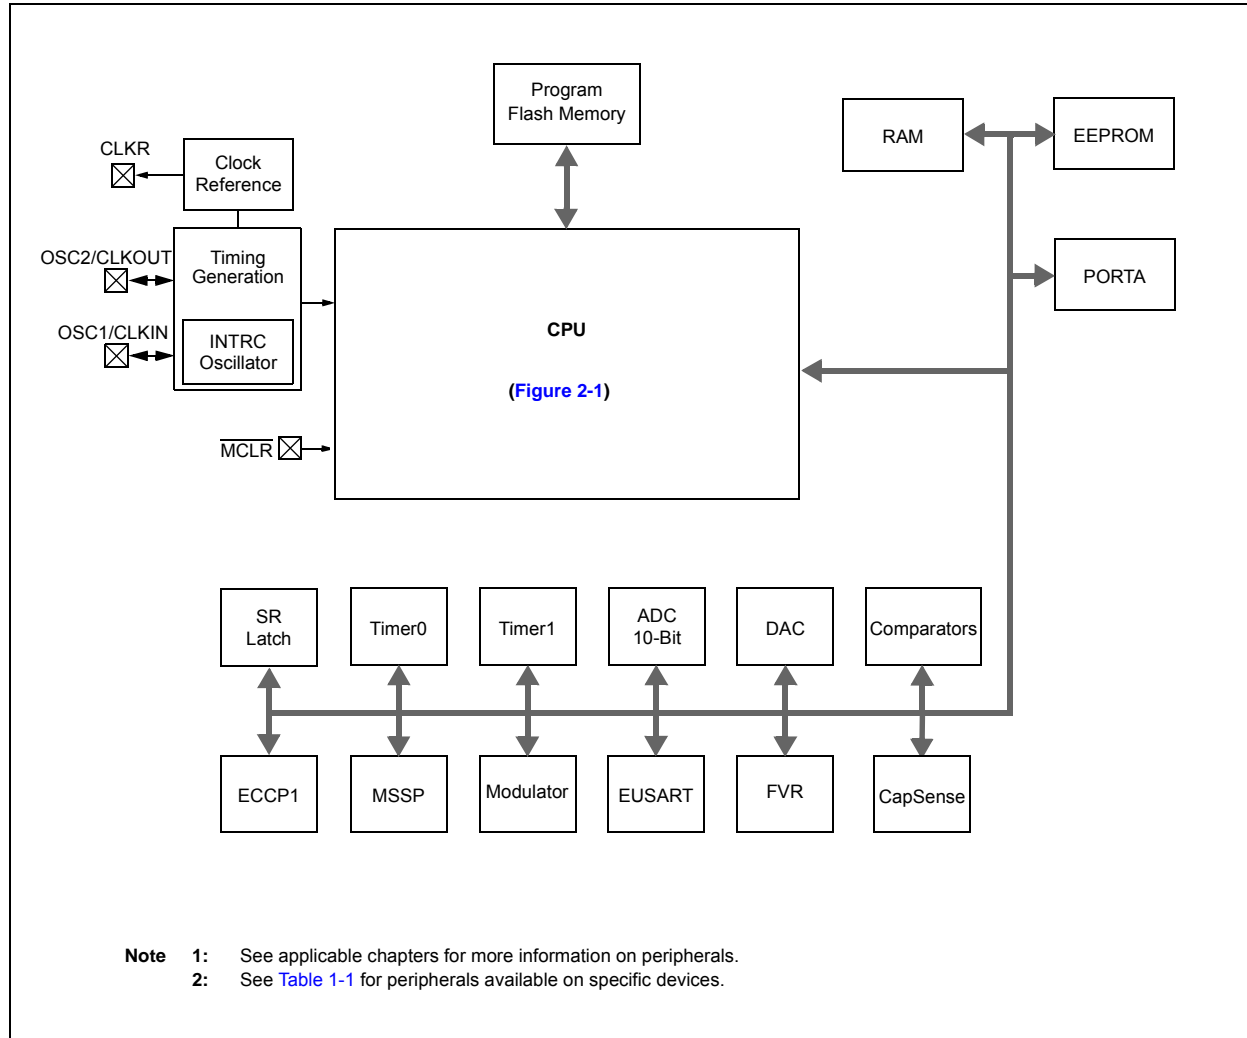 Program
Flash Memory
RAM
EEPROM
CLKR
Clock
Reference
OSC2/CLKOUT
Timing
Generation
PORTA
OSC1/CLKIN
INTRC
Oscillator
CPU
(Figure 2-1)
MCLR
SR
Latch
Timer0
Timer1
ADC
10-Bit
DAC
Comparators
ECCP1
MSSP
Modulator
EUSART
FVR
CapSense
Note 1: See applicable chapters for more information on peripherals.
2: See Table 1-1 for peripherals available on specific devices.